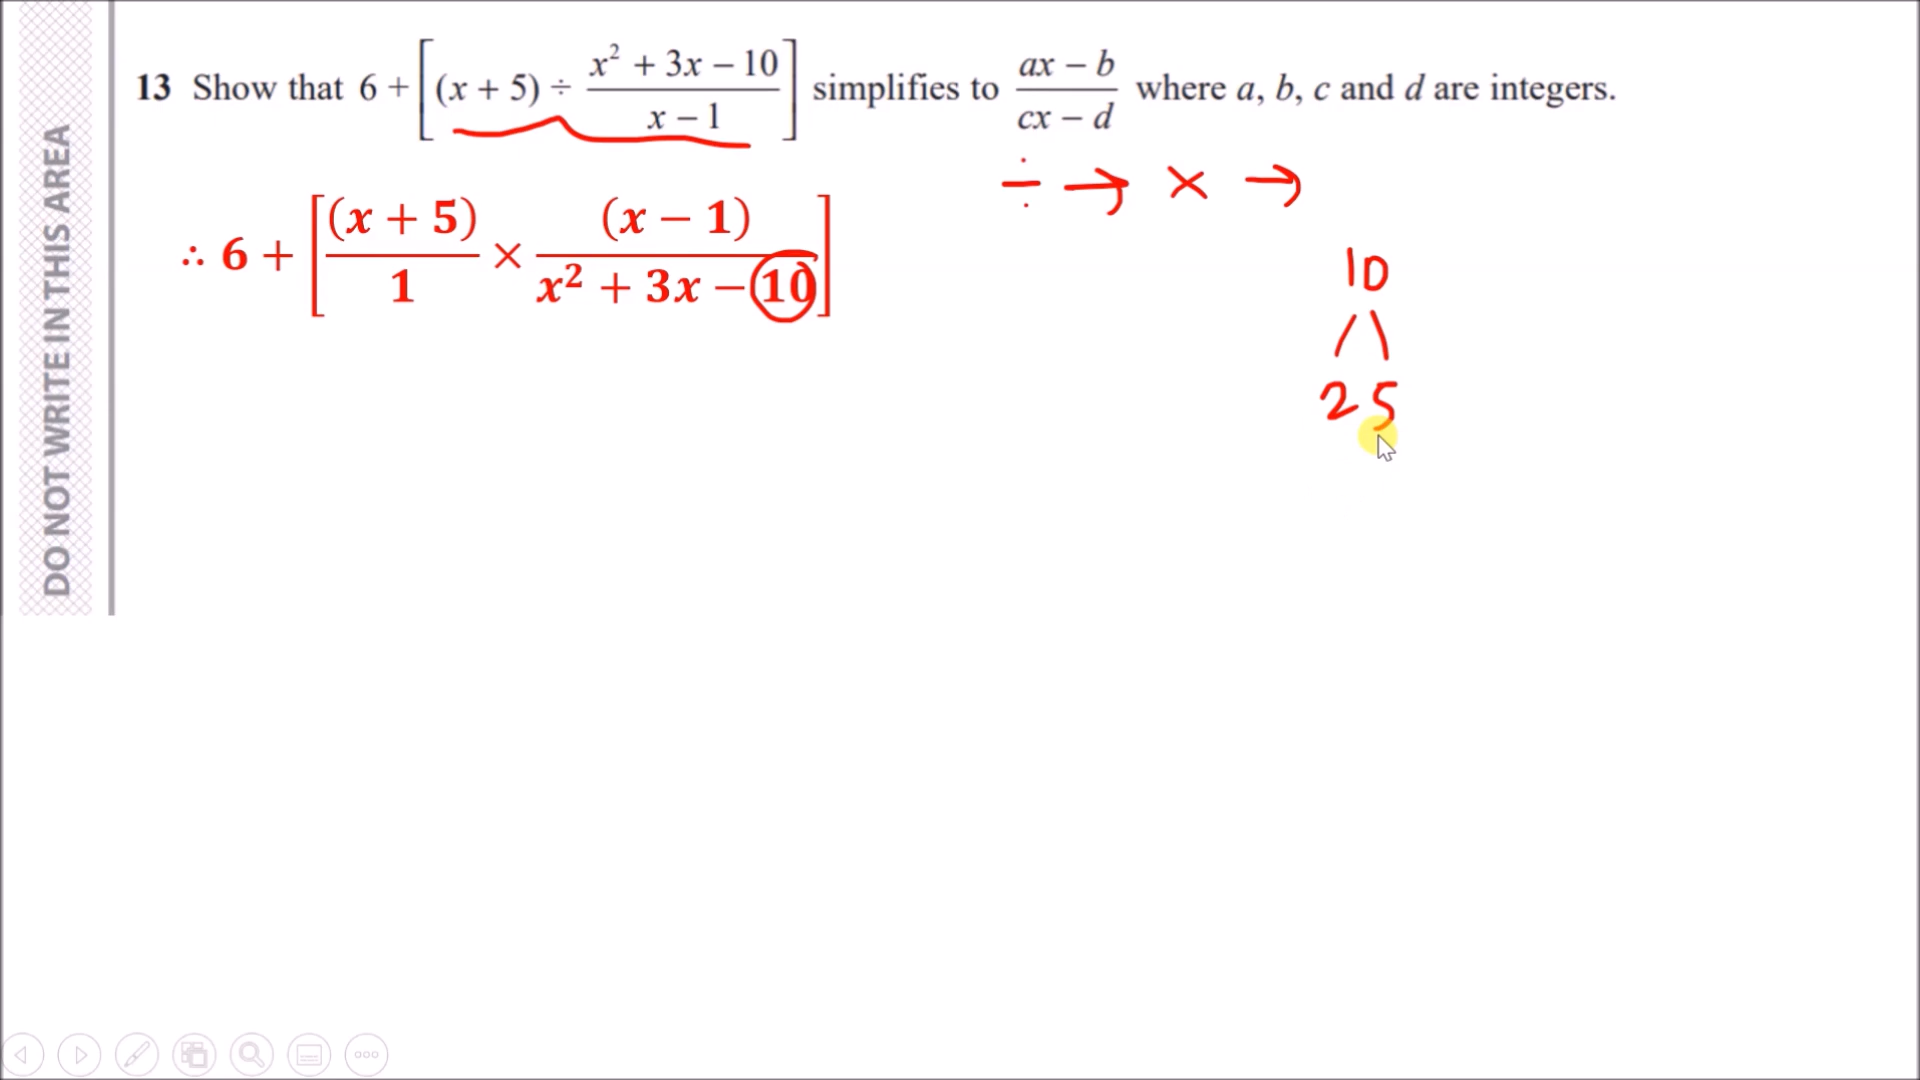 DO NOT WRITE IN THIS AREA
13 Show that 6 + [(x + 5) ÷ (x² + 3x − 10)/(x − 1)] simplifies to (ax − b)/(cx − d) where a, b, c and d are integers.
÷ → × →
∴ 6 + [(x + 5)/1 × (x − 1)/(x² + 3x − 10)]
10
2 5